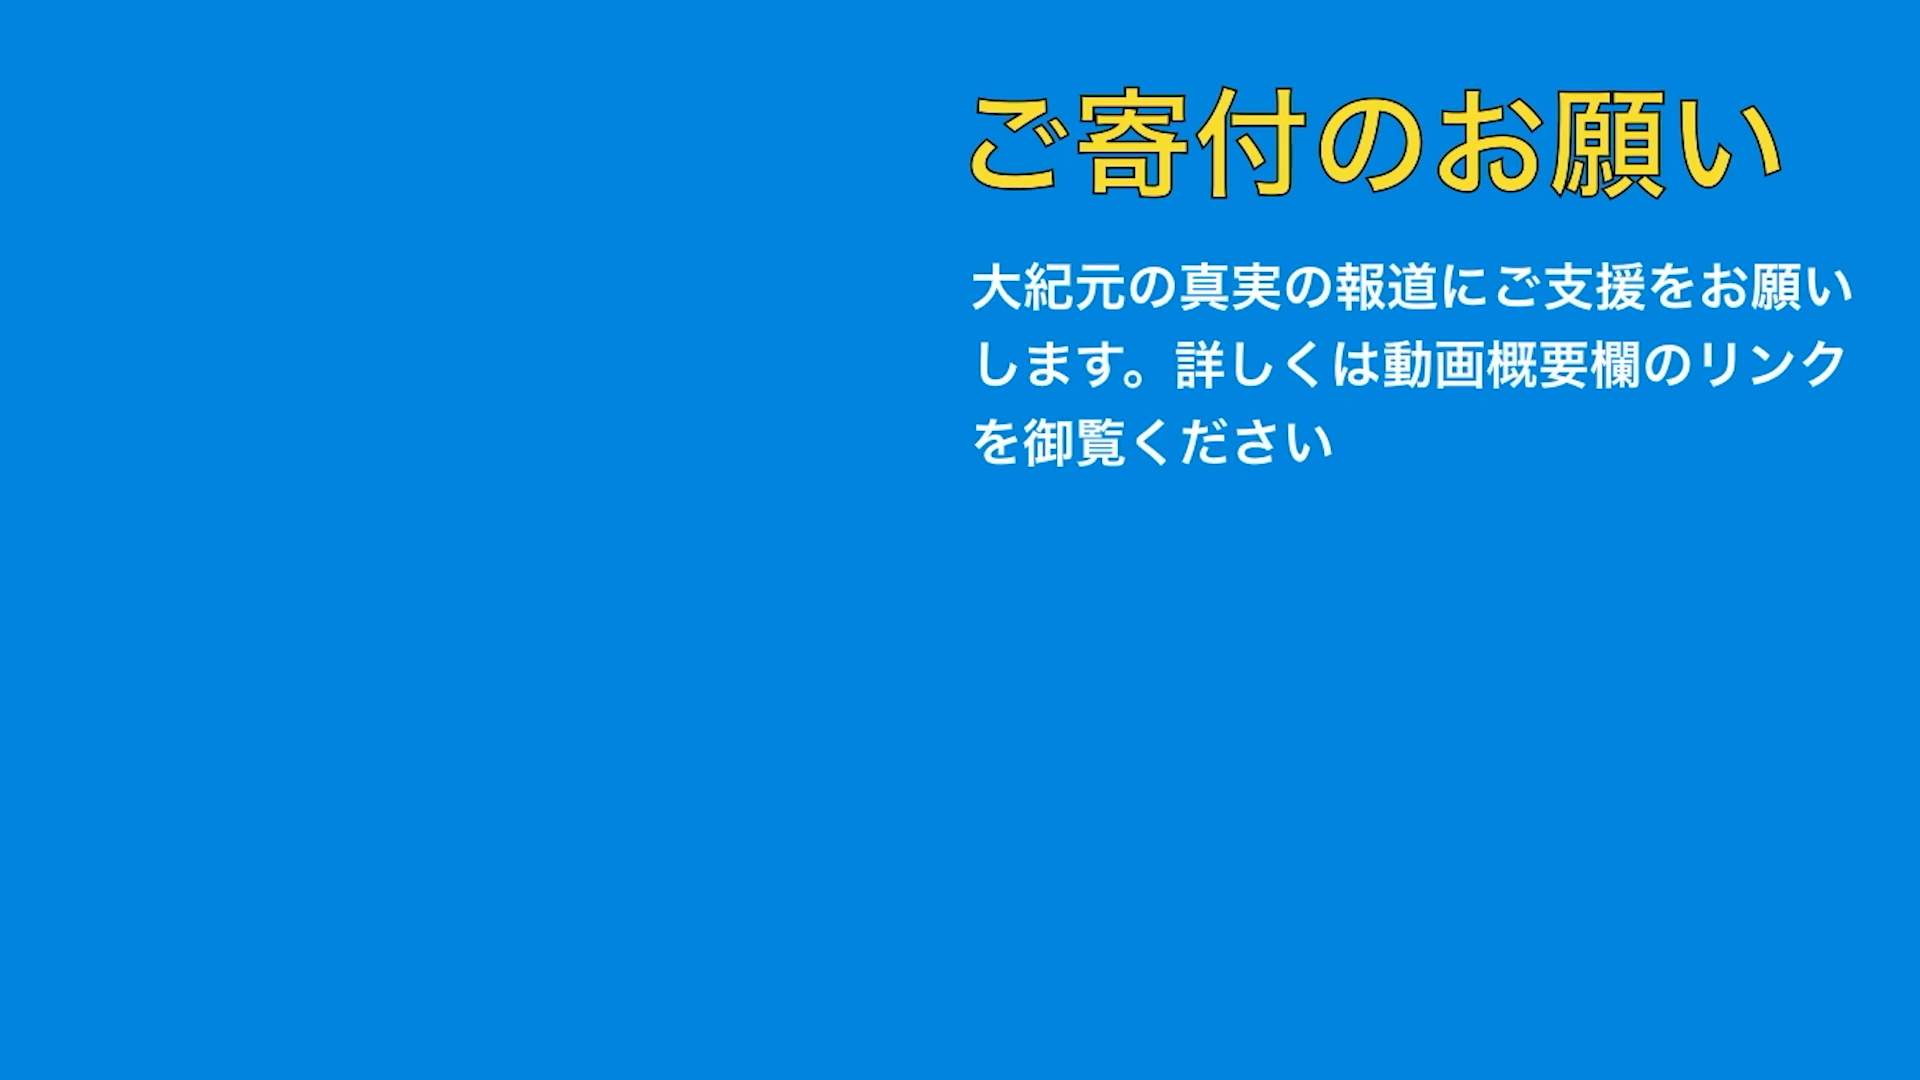 ご寄付のお願い
大紀元の真実の報道にご支援をお願い
します。詳しくは動画概要欄のリンク
を御覧ください